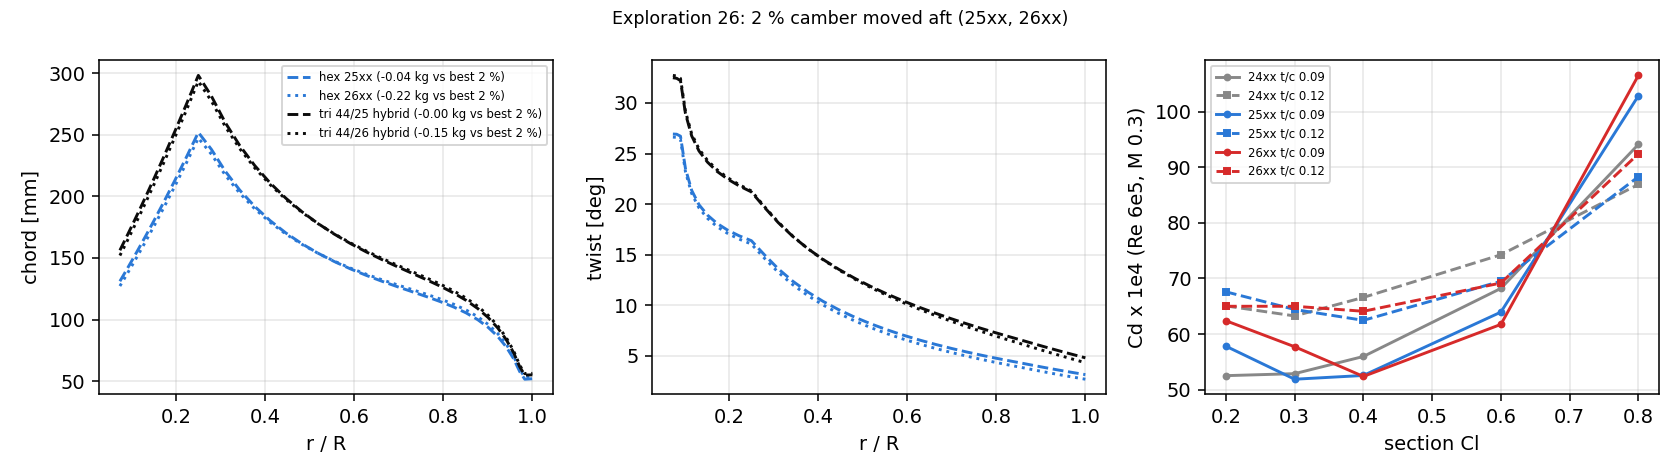 Exploration 26: 2 % camber moved aft (25xx, 26xx)
chord [mm]
300
250
200
150
100
50
hex 25xx (-0.04 kg vs best 2 %)
hex 26xx (-0.22 kg vs best 2 %)
tri 44/25 hybrid (-0.00 kg vs best 2 %)
tri 44/26 hybrid (-0.15 kg vs best 2 %)
0.2 0.4 0.6 0.8 1.0
r / R
twist [deg]
30
25
20
15
10
5
0.2 0.4 0.6 0.8 1.0
r / R
Cd x 1e4 (Re 6e5, M 0.3)
100
90
80
70
60
50
24xx t/c 0.09
24xx t/c 0.12
25xx t/c 0.09
25xx t/c 0.12
26xx t/c 0.09
26xx t/c 0.12
0.2 0.3 0.4 0.5 0.6 0.7 0.8
section Cl